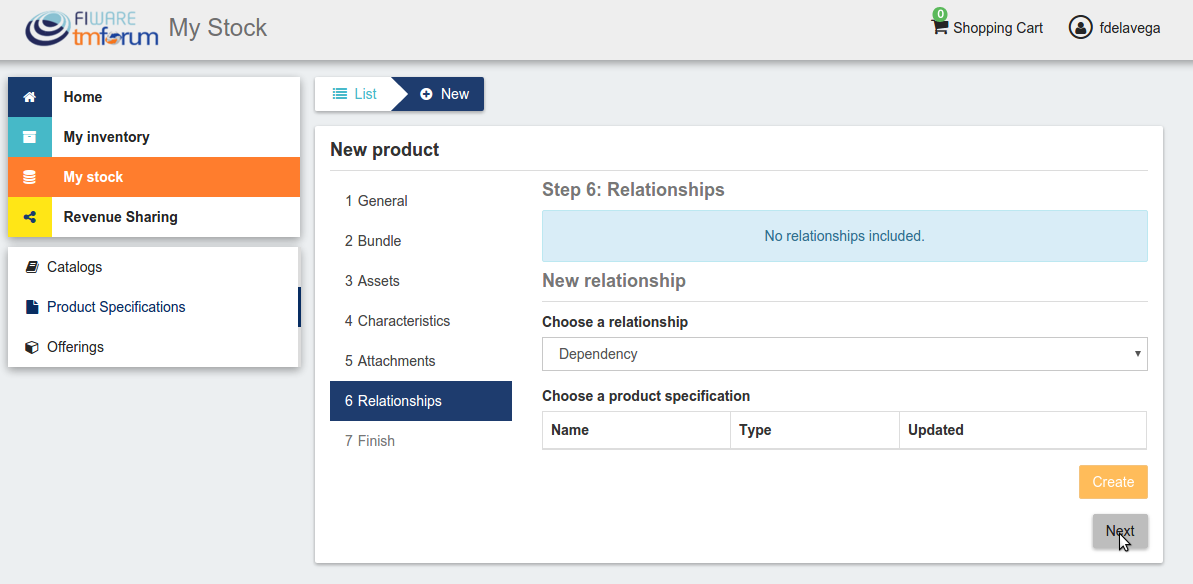 FIWARE
tmforum
My Stock
0
Shopping Cart
fdelavega
Home
My inventory
My stock
Revenue Sharing
Catalogs
Product Specifications
Offerings
List
New
New product
1 General
2 Bundle
3 Assets
4 Characteristics
5 Attachments
6 Relationships
7 Finish
Step 6: Relationships
No relationships included.
New relationship
Choose a relationship
Dependency
Choose a product specification
Name Type Updated
Create
Next